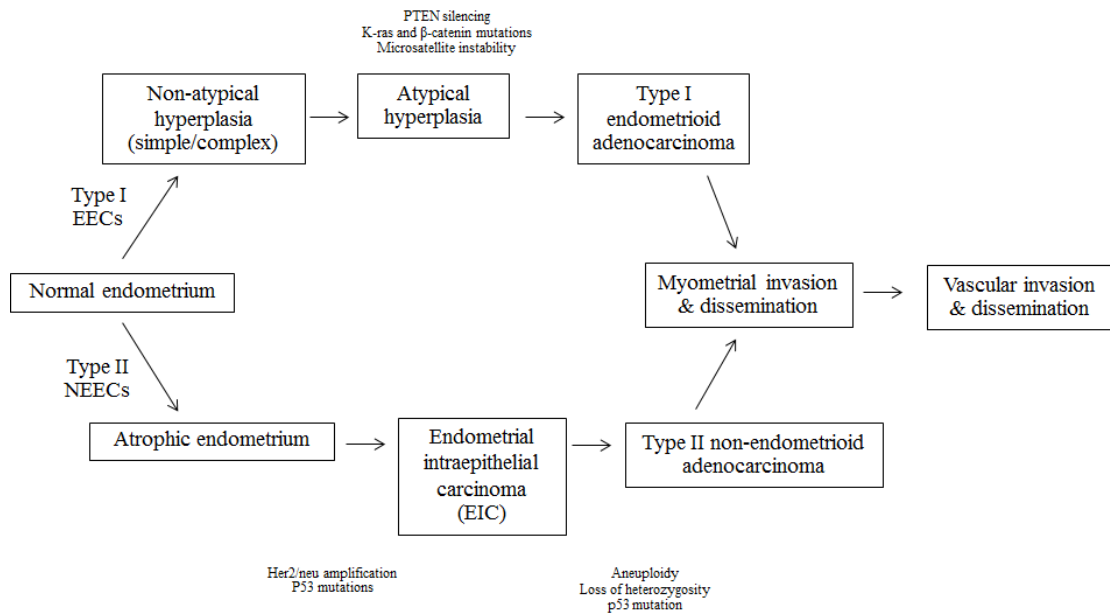 PTEN silencing
K-ras and β-catenin mutations
Microsatellite instability
Non-atypical
hyperplasia
(simple/complex)
Atypical
hyperplasia
Type I
endometrioid
adenocarcinoma
Type I
EECs
Normal endometrium
Myometrial invasion
& dissemination
Vascular invasion
& dissemination
Type II
NEECs
Atrophic endometrium
Endometrial
intraepithelial
carcinoma
(EIC)
Type II non-endometrioid
adenocarcinoma
Her2/neu amplification
P53 mutations
Aneuploidy
Loss of heterozygosity
p53 mutation